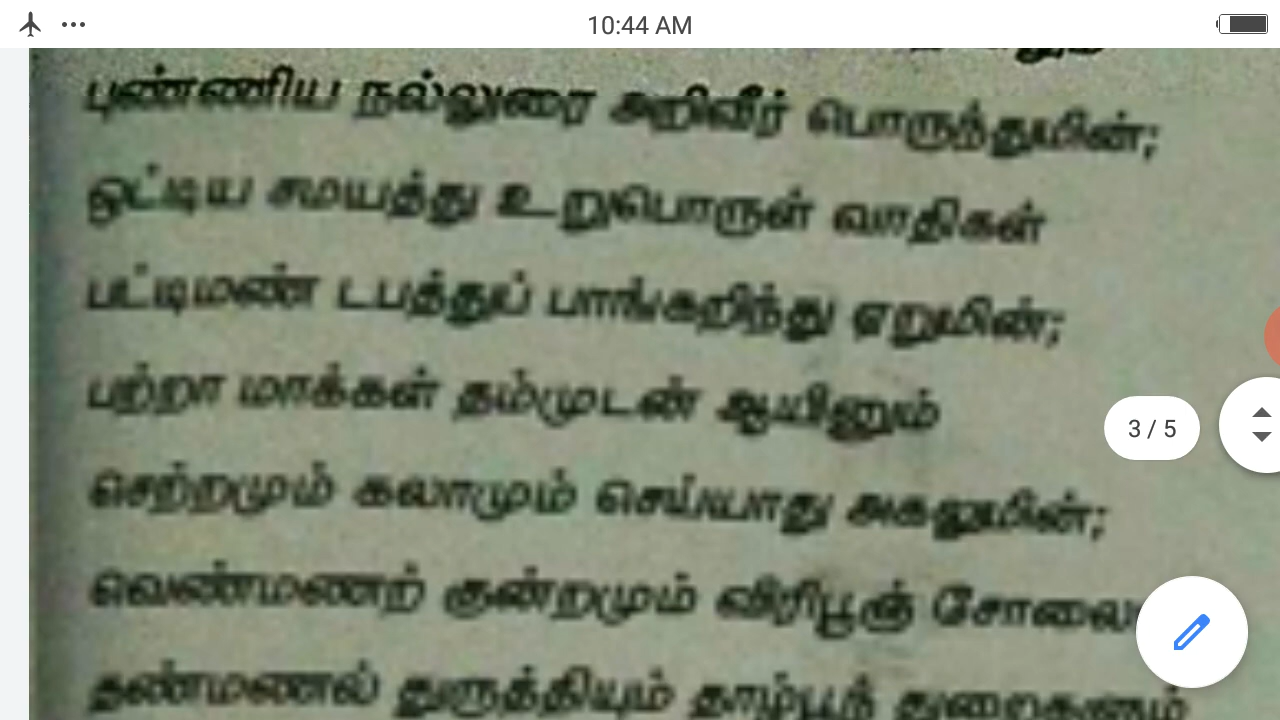 10:44 AM
புண்ணிய நல்லுரை அறிவீர் பொருந்துமின்;
ஒட்டிய சமயத்து உறுபொருள் வாதிகள்
பட்டிமண் டபத்துப் பாங்கறிந்து ஏறுமின்;
பற்றா மாக்கள் தம்முடன் ஆயினும்
செற்றமும் கலாமும் செய்யாது அகலுமின்;
3 / 5
வெண்மணற் குன்றமும் விரிபூஞ் சோலை
தண்மணல் துருத்தியும் தாழ்பூந் துறைகளும்